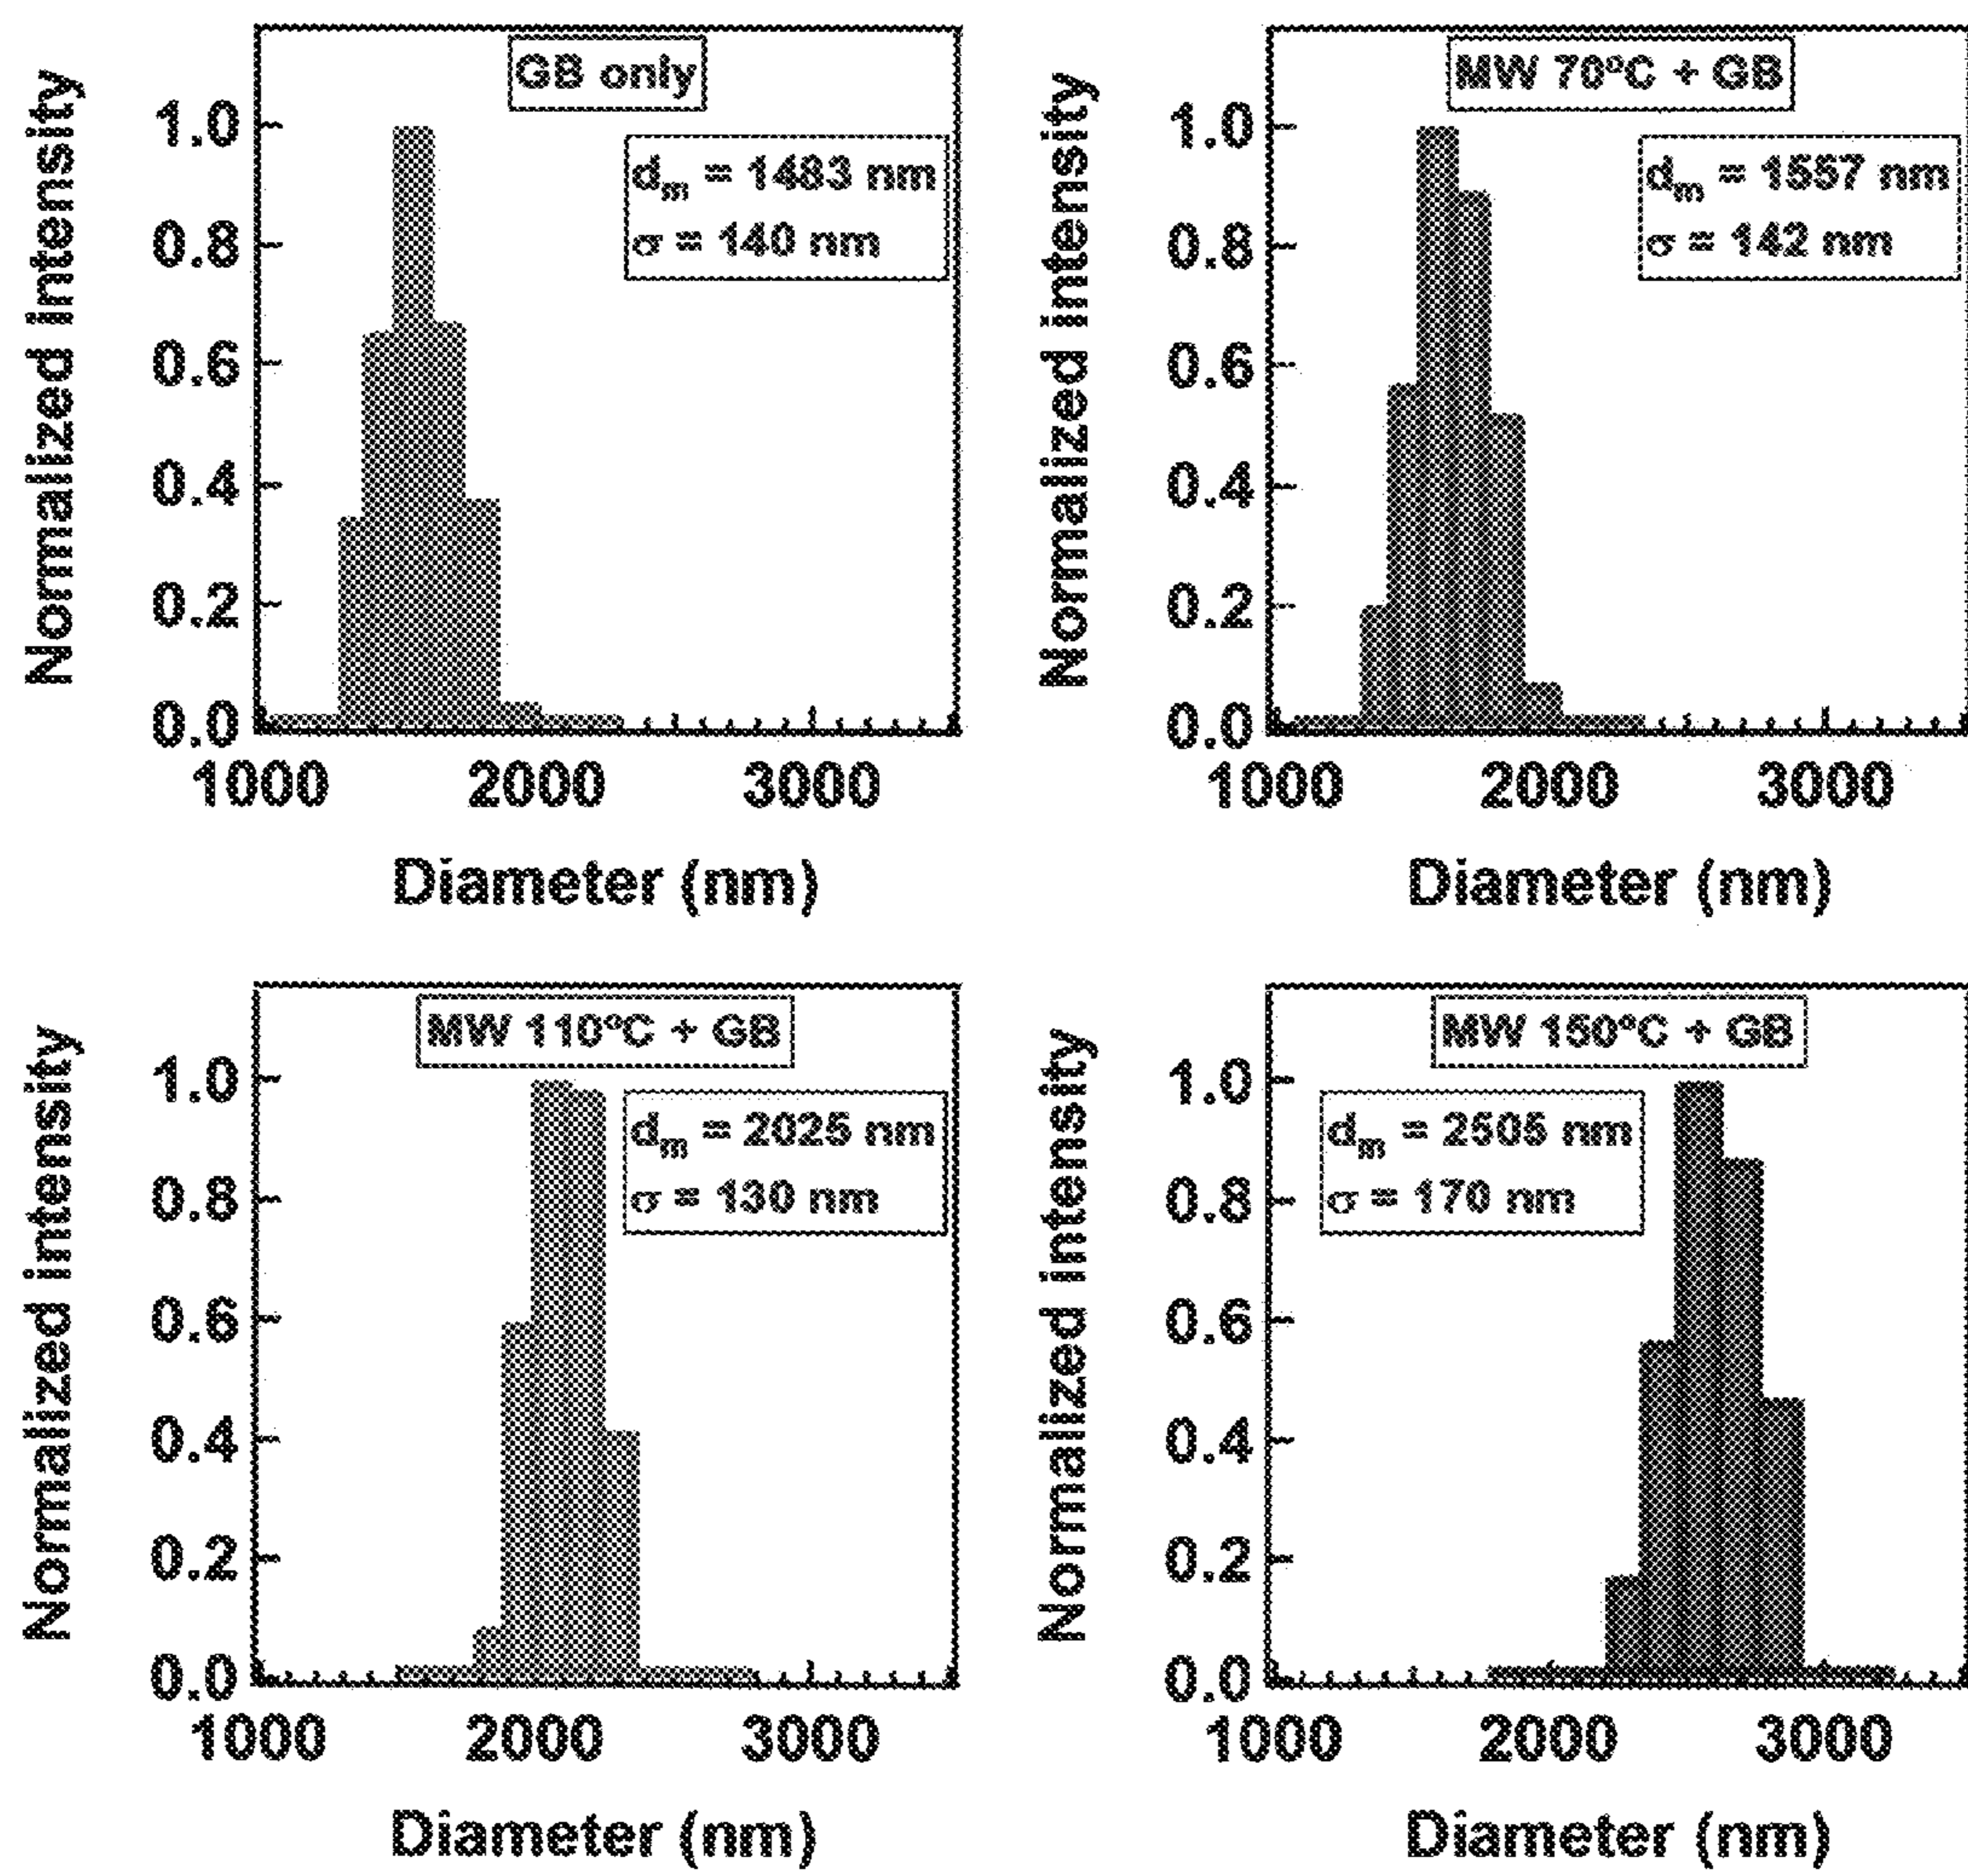 GB only
d_m = 1483 nm
σ = 140 nm
Normalized intensity
1.0
0.8
0.6
0.4
0.2
0.0
1000 2000 3000
Diameter (nm)
MW 70ºC + GB
d_m = 1557 nm
σ = 142 nm
Normalized intensity
1.0
0.8
0.6
0.4
0.2
0.0
1000 2000 3000
Diameter (nm)
MW 110ºC + GB
d_m = 2025 nm
σ = 130 nm
Normalized intensity
1.0
0.8
0.6
0.4
0.2
0.0
1000 2000 3000
Diameter (nm)
MW 150ºC + GB
d_m = 2505 nm
σ = 170 nm
Normalized intensity
1.0
0.8
0.6
0.4
0.2
0.0
1000 2000 3000
Diameter (nm)